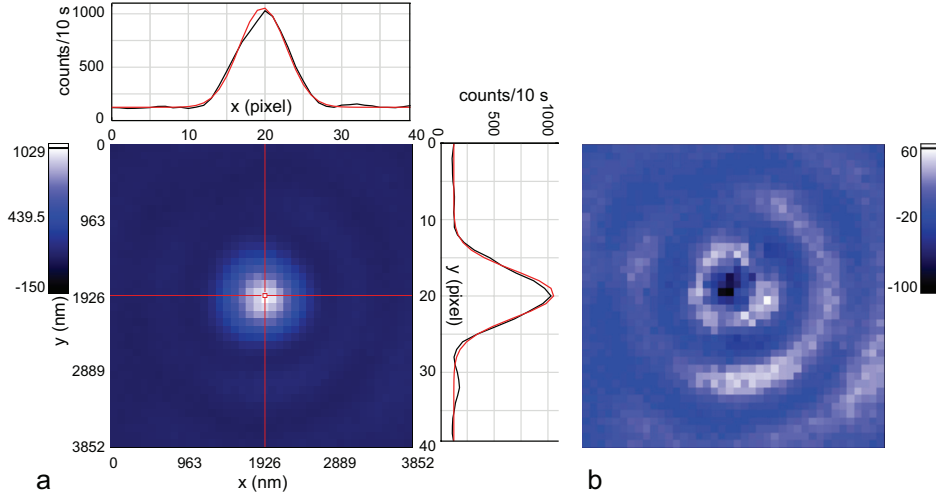 counts/10 s
1000
500
0
x (pixel)
0 10 20 30 40
counts/10 s
0 500 1000
0
10
20
30
40
y (pixel)
1029
439.5
-150
0
963
1926
2889
3852
y (nm)
0 963 1926 2889 3852
x (nm)
a
60
-20
-100
b